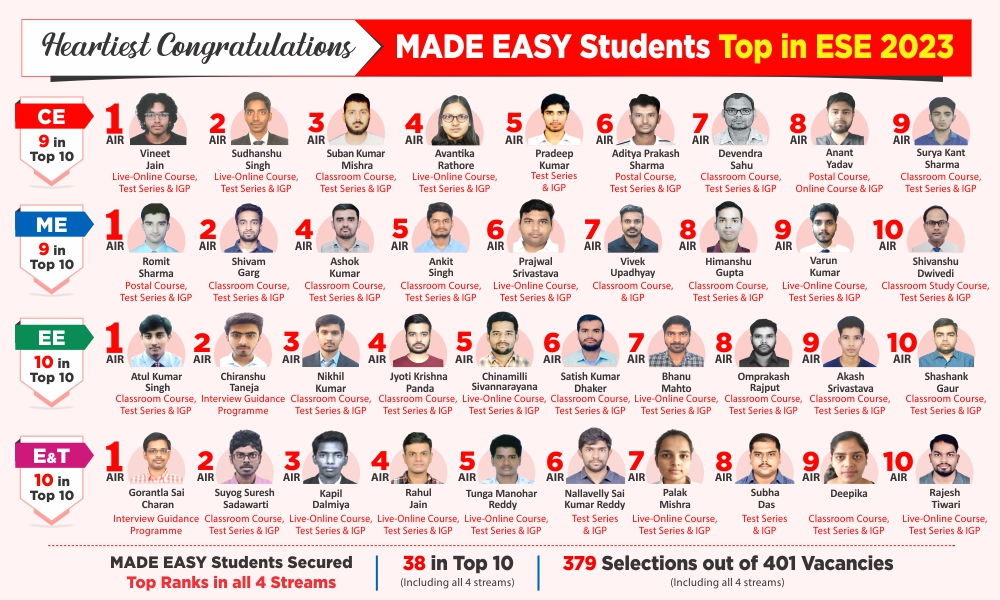 Heartiest Congratulations
MADE EASY Students Top in ESE 2023
CE
9 in
Top 10
1 AIR
Vineet
Jain
Live-Online Course,
Test Series & IGP
2 AIR
Sudhanshu
Singh
Live-Online Course,
Test Series & IGP
3 AIR
Suban Kumar
Mishra
Classroom Course,
Test Series & IGP
4 AIR
Avantika
Rathore
Live-Online Course,
Test Series & IGP
5 AIR
Pradeep
Kumar
Test Series
& IGP
6 AIR
Aditya Prakash
Sharma
Postal Course,
Test Series & IGP
7 AIR
Devendra
Sahu
Classroom Course,
Test Series & IGP
8 AIR
Anant
Yadav
Postal Course,
Online Course & IGP
9 AIR
Surya Kant
Sharma
Classroom Course,
Test Series & IGP
ME
9 in
Top 10
1 AIR
Romit
Sharma
Postal Course,
Test Series & IGP
2 AIR
Shivam
Garg
Classroom Course,
Test Series & IGP
4 AIR
Ashok
Kumar
Classroom Course,
Test Series & IGP
5 AIR
Ankit
Singh
Classroom Course,
Test Series & IGP
6 AIR
Prajwal
Srivastava
Live-Online Course,
Test Series & IGP
7 AIR
Vivek
Upadhyay
Classroom Course,
& IGP
8 AIR
Himanshu
Gupta
Classroom Course,
Test Series & IGP
9 AIR
Varun
Kumar
Live-Online Course,
Test Series & IGP
10 AIR
Shivanshu
Dwivedi
Classroom Study Course,
Test Series & IGP
EE
10 in
Top 10
1 AIR
Atul Kumar
Singh
Classroom Course,
Test Series & IGP
2 AIR
Chiranshu
Taneja
Interview Guidance
Programme
3 AIR
Nikhil
Kumar
Classroom Course,
Test Series & IGP
4 AIR
Jyoti Krishna
Panda
Classroom Course,
Test Series & IGP
5 AIR
Chinamilli
Sivannarayana
Live-Online Course,
Test Series & IGP
6 AIR
Satish Kumar
Dhaker
Classroom Course,
Test Series & IGP
7 AIR
Bhanu
Mahto
Live-Online Course,
Test Series & IGP
8 AIR
Omprakash
Rajput
Classroom Course,
Test Series & IGP
9 AIR
Akash
Srivastava
Classroom Course,
Test Series & IGP
10 AIR
Shashank
Gaur
Classroom Course,
Test Series & IGP
E&T
10 in
Top 10
1 AIR
Gorantla Sai
Charan
Interview Guidance
Programme
2 AIR
Suyog Suresh
Sadawarti
Classroom Course,
Test Series & IGP
3 AIR
Kapil
Dalmiya
Live-Online Course,
Test Series & IGP
4 AIR
Rahul
Jain
Live-Online Course,
Test Series & IGP
5 AIR
Tunga Manohar
Reddy
Live-Online Course,
Test Series & IGP
6 AIR
Nallavelly Sai
Kumar Reddy
Test Series
& IGP
7 AIR
Palak
Mishra
Live-Online Course,
Test Series & IGP
8 AIR
Subha
Das
Test Series
& IGP
9 AIR
Deepika
Classroom Course,
Test Series & IGP
10 AIR
Rajesh
Tiwari
Live-Online Course,
Test Series & IGP
MADE EASY Students Secured
Top Ranks in all 4 Streams
38 in Top 10
(Including all 4 streams)
379 Selections out of 401 Vacancies
(Including all 4 streams)